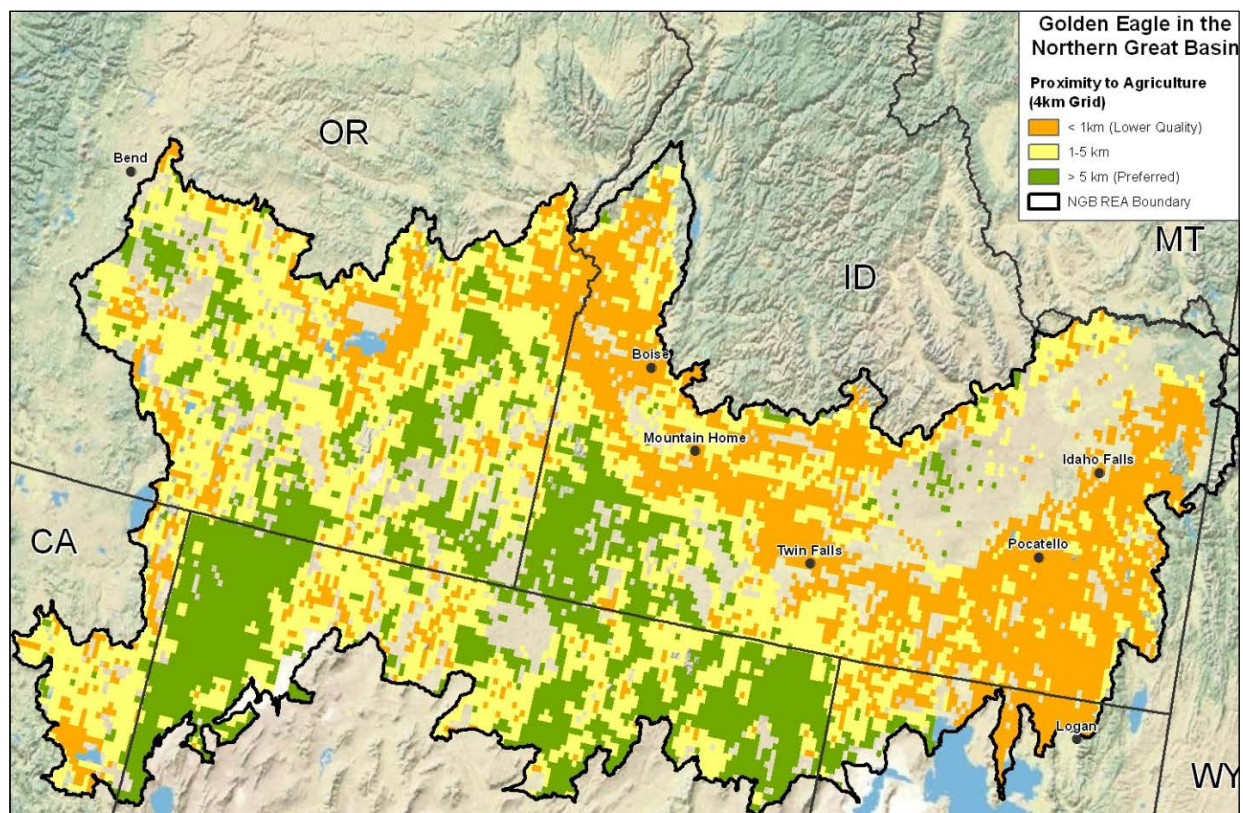 Golden Eagle in the
Northern Great Basin
Proximity to Agriculture
(4km Grid)
< 1km (Lower Quality)
1-5 km
> 5 km (Preferred)
NGB REA Boundary
OR
Bend
MT
ID
Boise
Mountain Home
Idaho Falls
CA
Twin Falls
Pocatello
Logan
WY